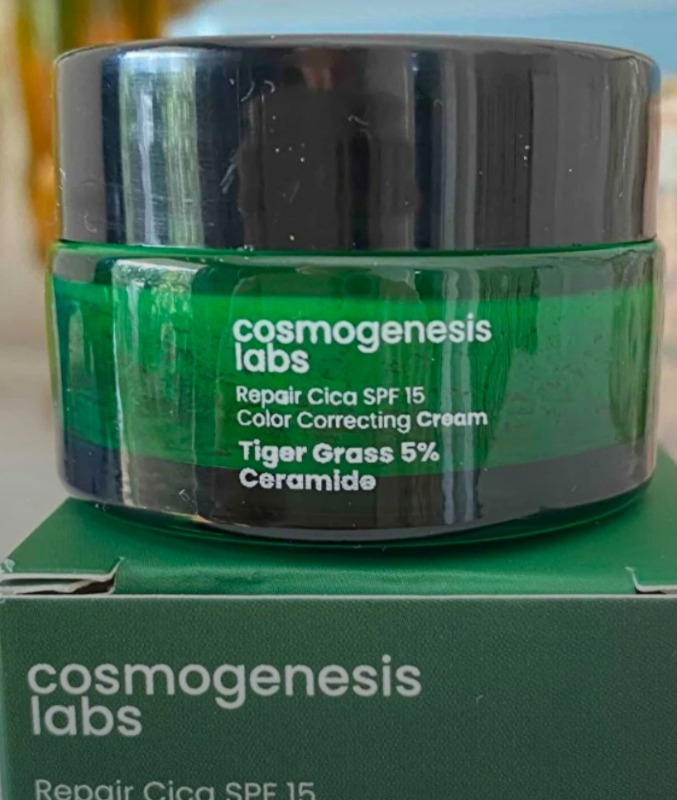 cosmogenesis
labs
Repair Cica SPF 15
Color Correcting Cream
Tiger Grass 5%
Ceramide
cosmogenesis
labs
Repair Cica SPF 15